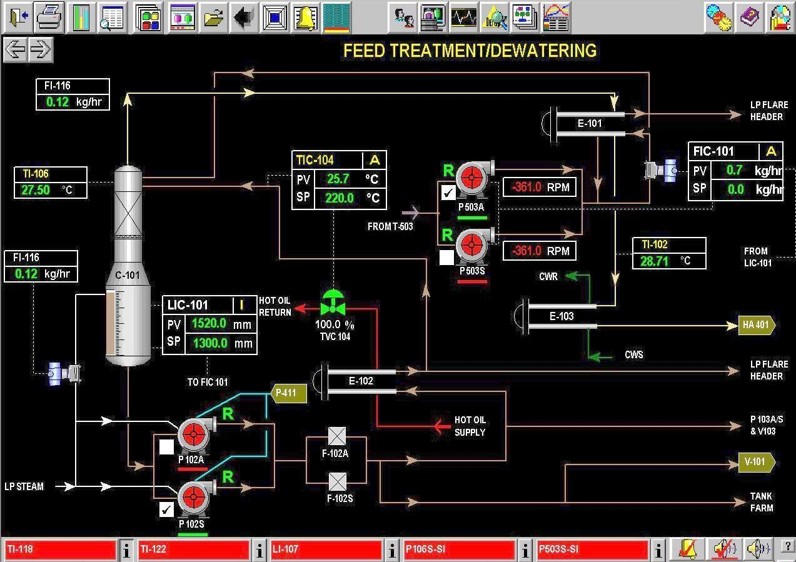 FEED TREATMENT/DEWATERING
FI-116
0.12 kg/hr
E-101
LP FLARE
HEADER
TI-106
27.50 °C
TIC-104 A
PV 25.7 °C
SP 220.0 °C
R
P 503A
-361.0 RPM
FIC-101 A
PV 0.7 kg/hr
SP 0.0 kg/hr
FROM T-503
R
P503S
-361.0 RPM
TI-102
28.71 °C
FROM
LIC-101
FI-116
0.12 kg/hr
C-101
CWR
LIC-101 I
PV 1520.0 mm
SP 1300.0 mm
HOT OIL
RETURN
100.0 %
TVC 104
E-103
HA 401
CWS
TO FIC 101
E-102
LP FLARE
HEADER
P-411
R
P 102A
HOT OIL
SUPPLY
P 103A/S
& V103
F-102A
V-101
R
F-102S
LP STEAM
P 102S
TANK
FARM
TI-118 i TI-122 i LI-107 i P106S-SI i P503S-SI i ?